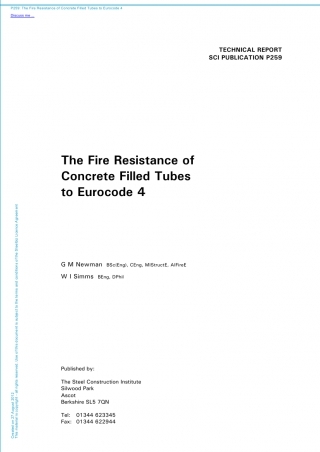 P259: The Fire Resistance of Concrete Filled Tubes to Eurocode 4
Discuss me ...
TECHNICAL REPORT
SCI PUBLICATION P259
The Fire Resistance of
Concrete Filled Tubes
to Eurocode 4
G M Newman BSc(Eng), CEng, MIStructE, AIFireE
W I Simms BEng, DPhil
Published by:
The Steel Construction Institute
Silwood Park
Ascot
Berkshire SL5 7QN
Tel: 01344 623345
Fax: 01344 622944
Created on 27 August 2010
This material is copyright - all rights reserved. Use of this document is subject to the terms and conditions of the Steelbiz Licence Agreement